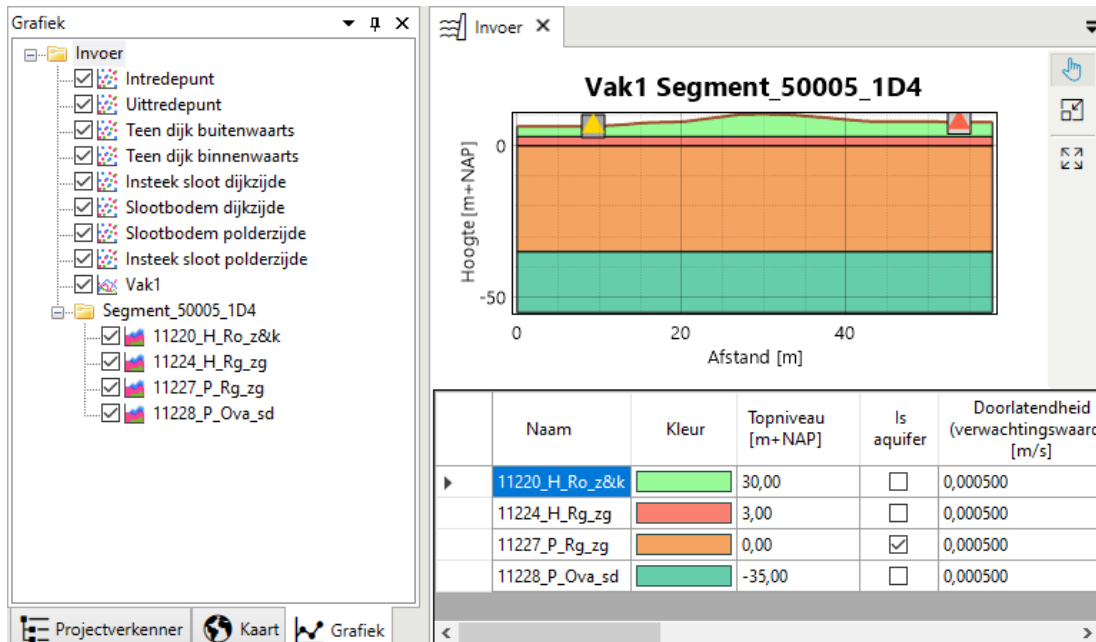 Grafiek
Invoer
Intredepunt
Uittredepunt
Teen dijk buitenwaarts
Teen dijk binnenwaarts
Insteek sloot dijkzijde
Slootbodem dijkzijde
Slootbodem polderzijde
Insteek sloot polderzijde
Vak1
Segment_50005_1D4
11220_H_Ro_z&k
11224_H_Rg_zg
11227_P_Rg_zg
11228_P_Ova_sd
Projectverkenner Kaart Grafiek
Invoer
Vak1 Segment_50005_1D4
Hoogte [m+NAP]
0
-50
0 20 40
Afstand [m]
Naam Kleur Topniveau [m+NAP] Is aquifer Doorlatendheid (verwachtingswaard [m/s]
11220_H_Ro_z&k 30,00 0,000500
11224_H_Rg_zg 3,00 0,000500
11227_P_Rg_zg 0,00 0,000500
11228_P_Ova_sd -35,00 0,000500